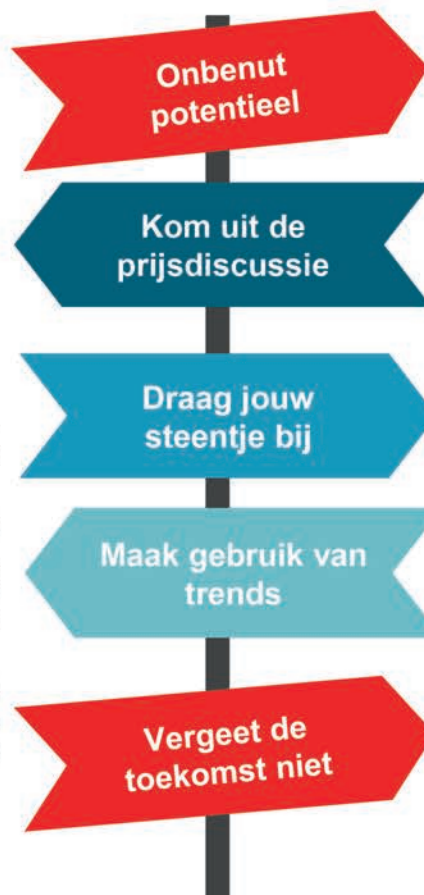 Onbenut
potentieel
Kom uit de
prijsdiscussie
Draag jouw
steentje bij
Maak gebruik van
trends
Vergeet de
toekomst niet